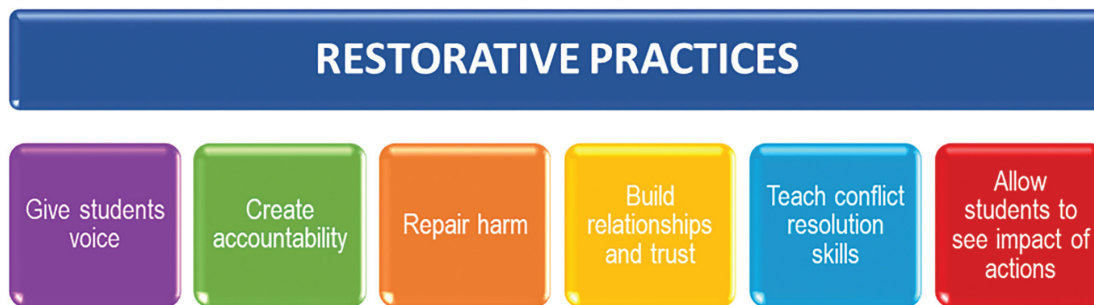 RESTORATIVE PRACTICES
Give students
voice
Create
accountability
Repair harm
Build
relationships
and trust
Teach conflict
resolution
skills
Allow
students to
see impact of
actions